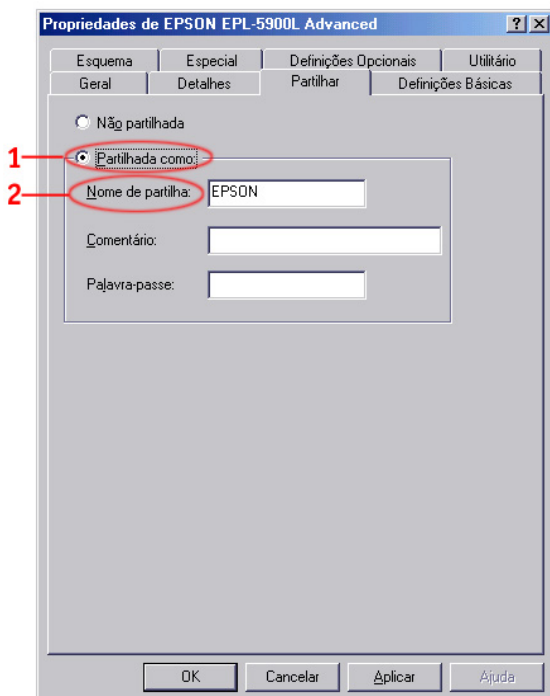 Propriedades de EPSON EPL-5900L Advanced
Esquema Especial Definições Opcionais Utilitário
Geral Detalhes Partilhar Definições Básicas
Não partilhada
1 Partilhada como:
2 Nome de partilha: EPSON
Comentário:
Palavra-passe:
OK Cancelar Aplicar Ajuda